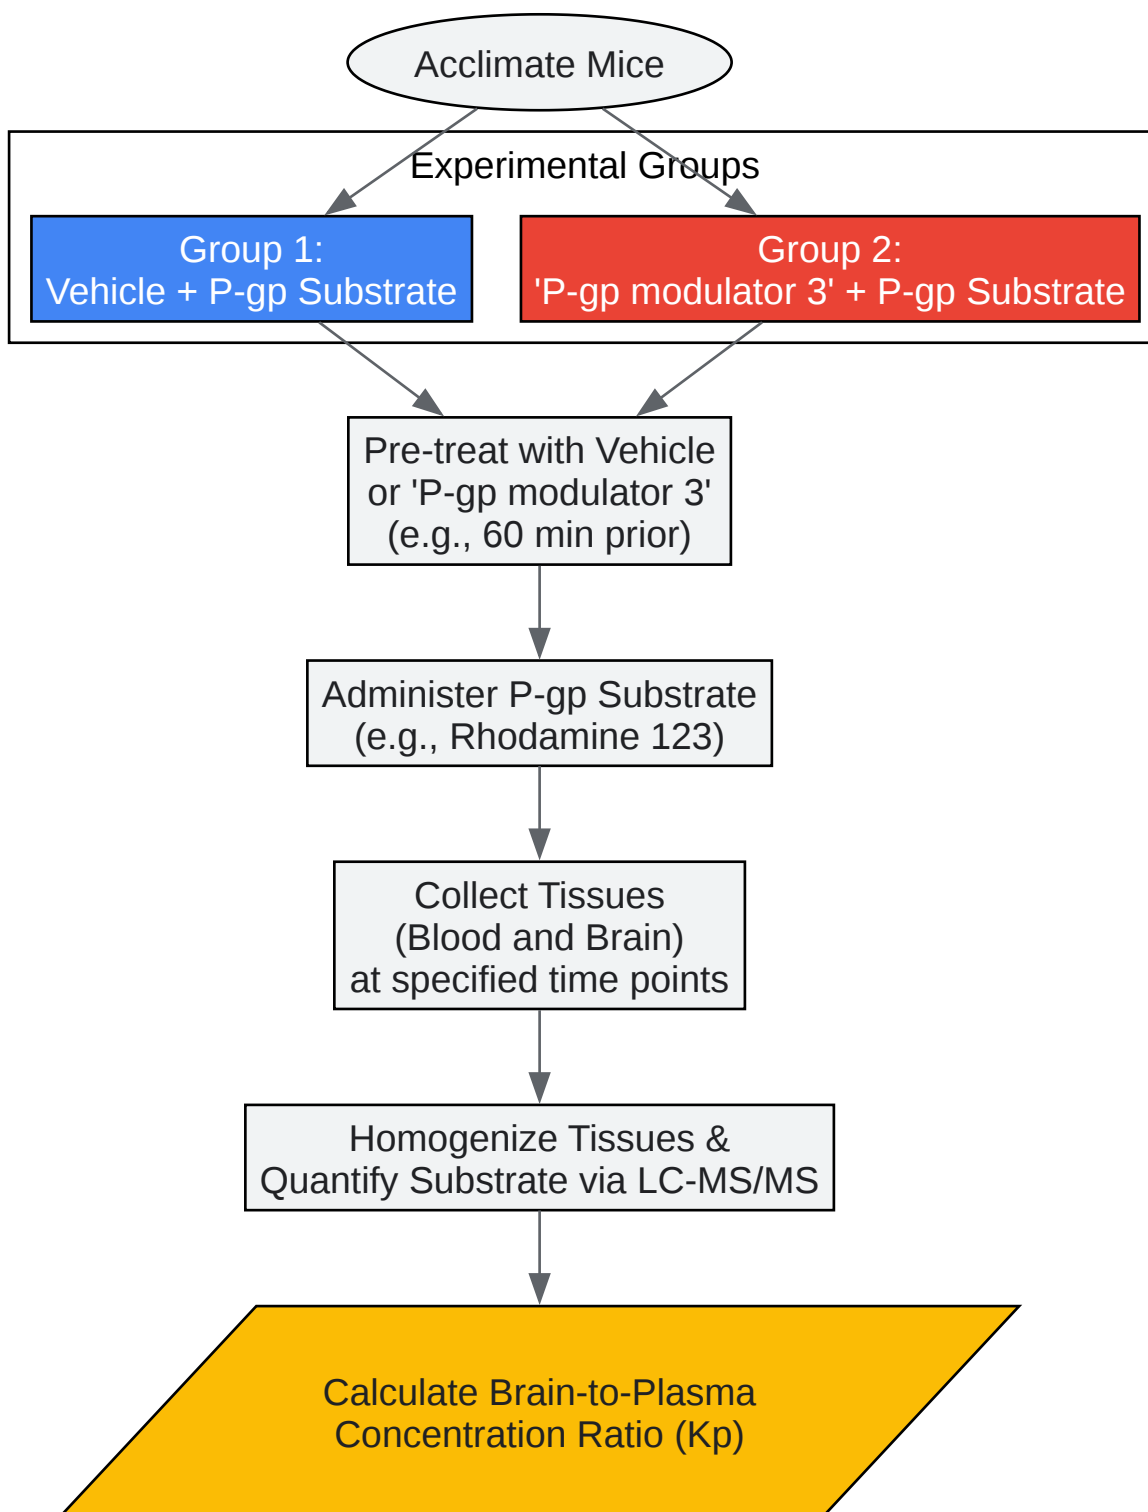 Acclimate Mice
Experimental Groups
Group 1:
Vehicle + P-gp Substrate
Group 2:
'P-gp modulator 3' + P-gp Substrate
Pre-treat with Vehicle
or 'P-gp modulator 3'
(e.g., 60 min prior)
Administer P-gp Substrate
(e.g., Rhodamine 123)
Collect Tissues
(Blood and Brain)
at specified time points
Homogenize Tissues &
Quantify Substrate via LC-MS/MS
Calculate Brain-to-Plasma
Concentration Ratio (Kp)